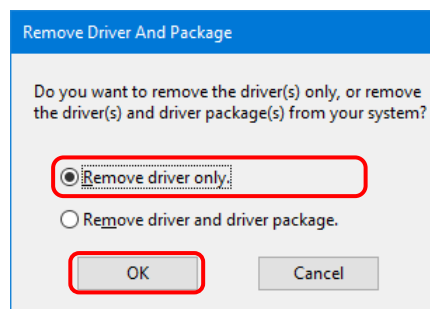 Remove Driver And Package
Do you want to remove the driver(s) only, or remove
the driver(s) and driver package(s) from your system?
Remove driver only.
Remove driver and driver package.
OK
Cancel